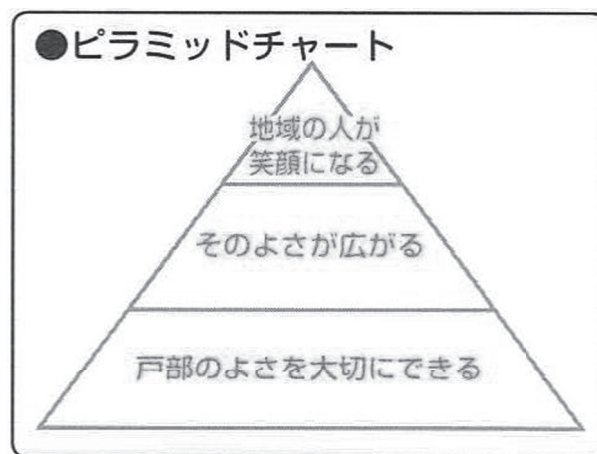 ●ピラミッドチャート
地域の人が
笑顔になる
そのよさが広がる
戸部のよさを大切にできる